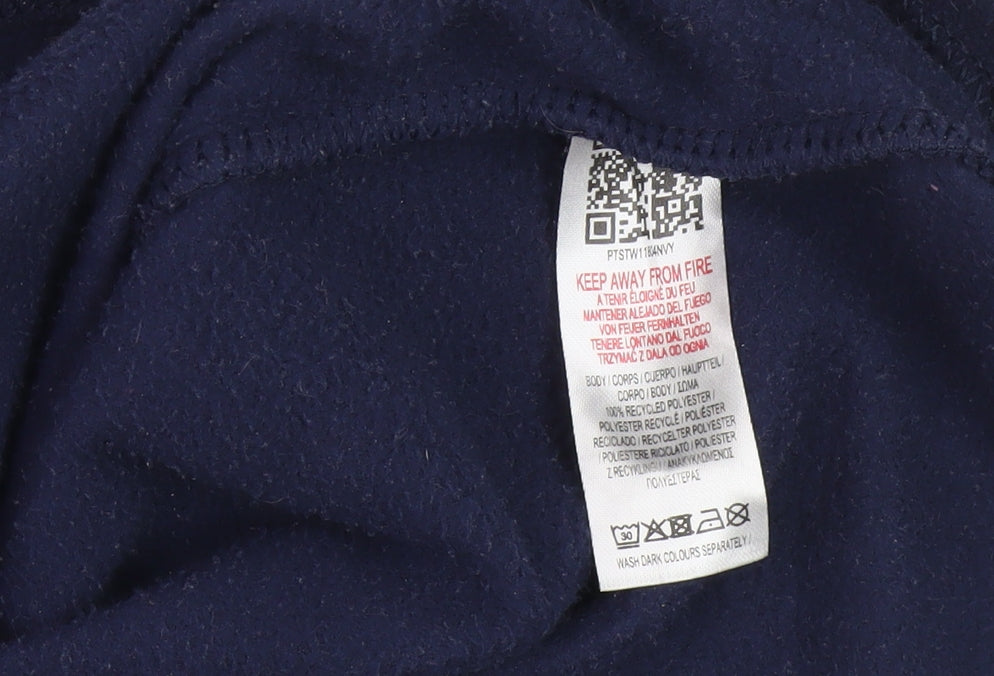 PTSTW1184NVY
KEEP AWAY FROM FIRE
A TENIR ÉLOIGNÉ DU FEU
MANTENER ALEJADO DEL FUEGO
VON FEUER FERNHALTEN
TENERE LONTANO DAL FUOCO
TRZYMAĆ Z DALA OD OGNIA
BODY / CORPS / CUERPO / HAUPTTEIL /
CORPO / BODY / ΣΩΜΑ
100% RECYCLED POLYESTER /
POLYESTER RECYCLÉ / POLIÉSTER
RECICLADO / RECYCELTER POLYESTER
/ POLIESTERE RICICLATO / POLIESTER
Z RECYKLINGU / ΑΝΑΚΥΚΛΩΜΕΝΟΣ
ΠΟΛΥΕΣΤΕΡΑΣ
30
WASH DARK COLOURS SEPARATELY /